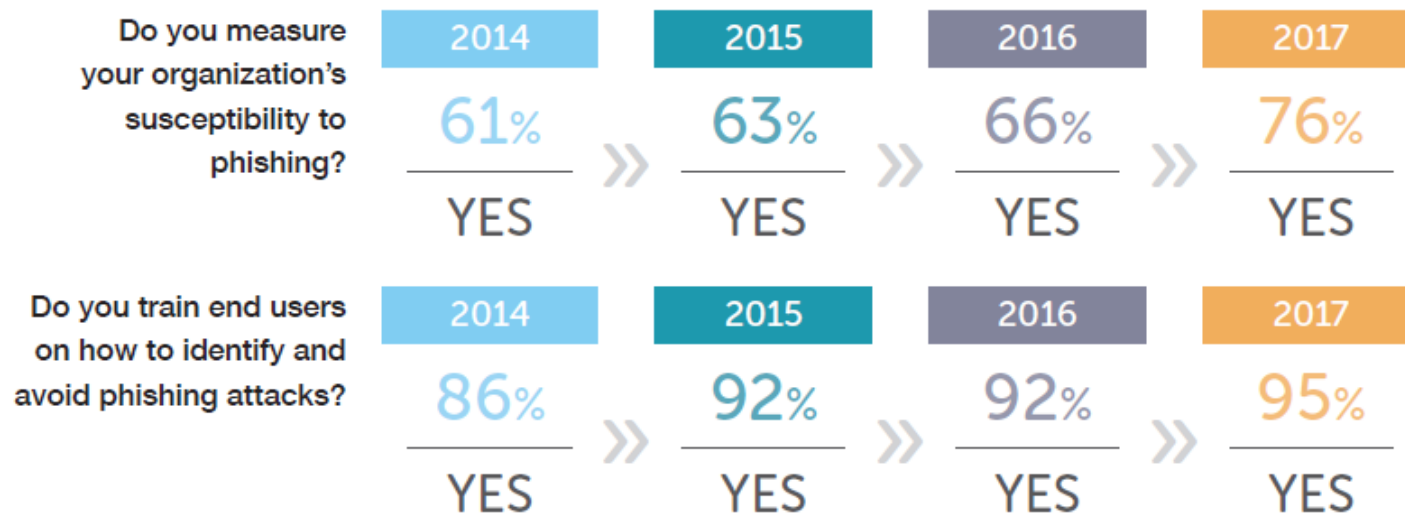 Do you measure
your organization's
susceptibility to
phishing?
2014
2015
2016
2017
61%
63%
66%
76%
YES
YES
YES
YES
Do you train end users
on how to identify and
avoid phishing attacks?
2014
2015
2016
2017
86%
92%
92%
95%
YES
YES
YES
YES